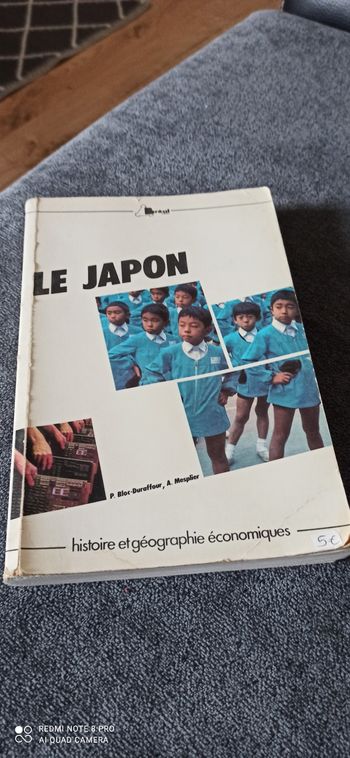 LE JAPON
P. Bloc-Duraffour, A. Mesplier
histoire et géographie économiques
5€
REDMI NOTE 8 PRO
AI QUAD CAMERA